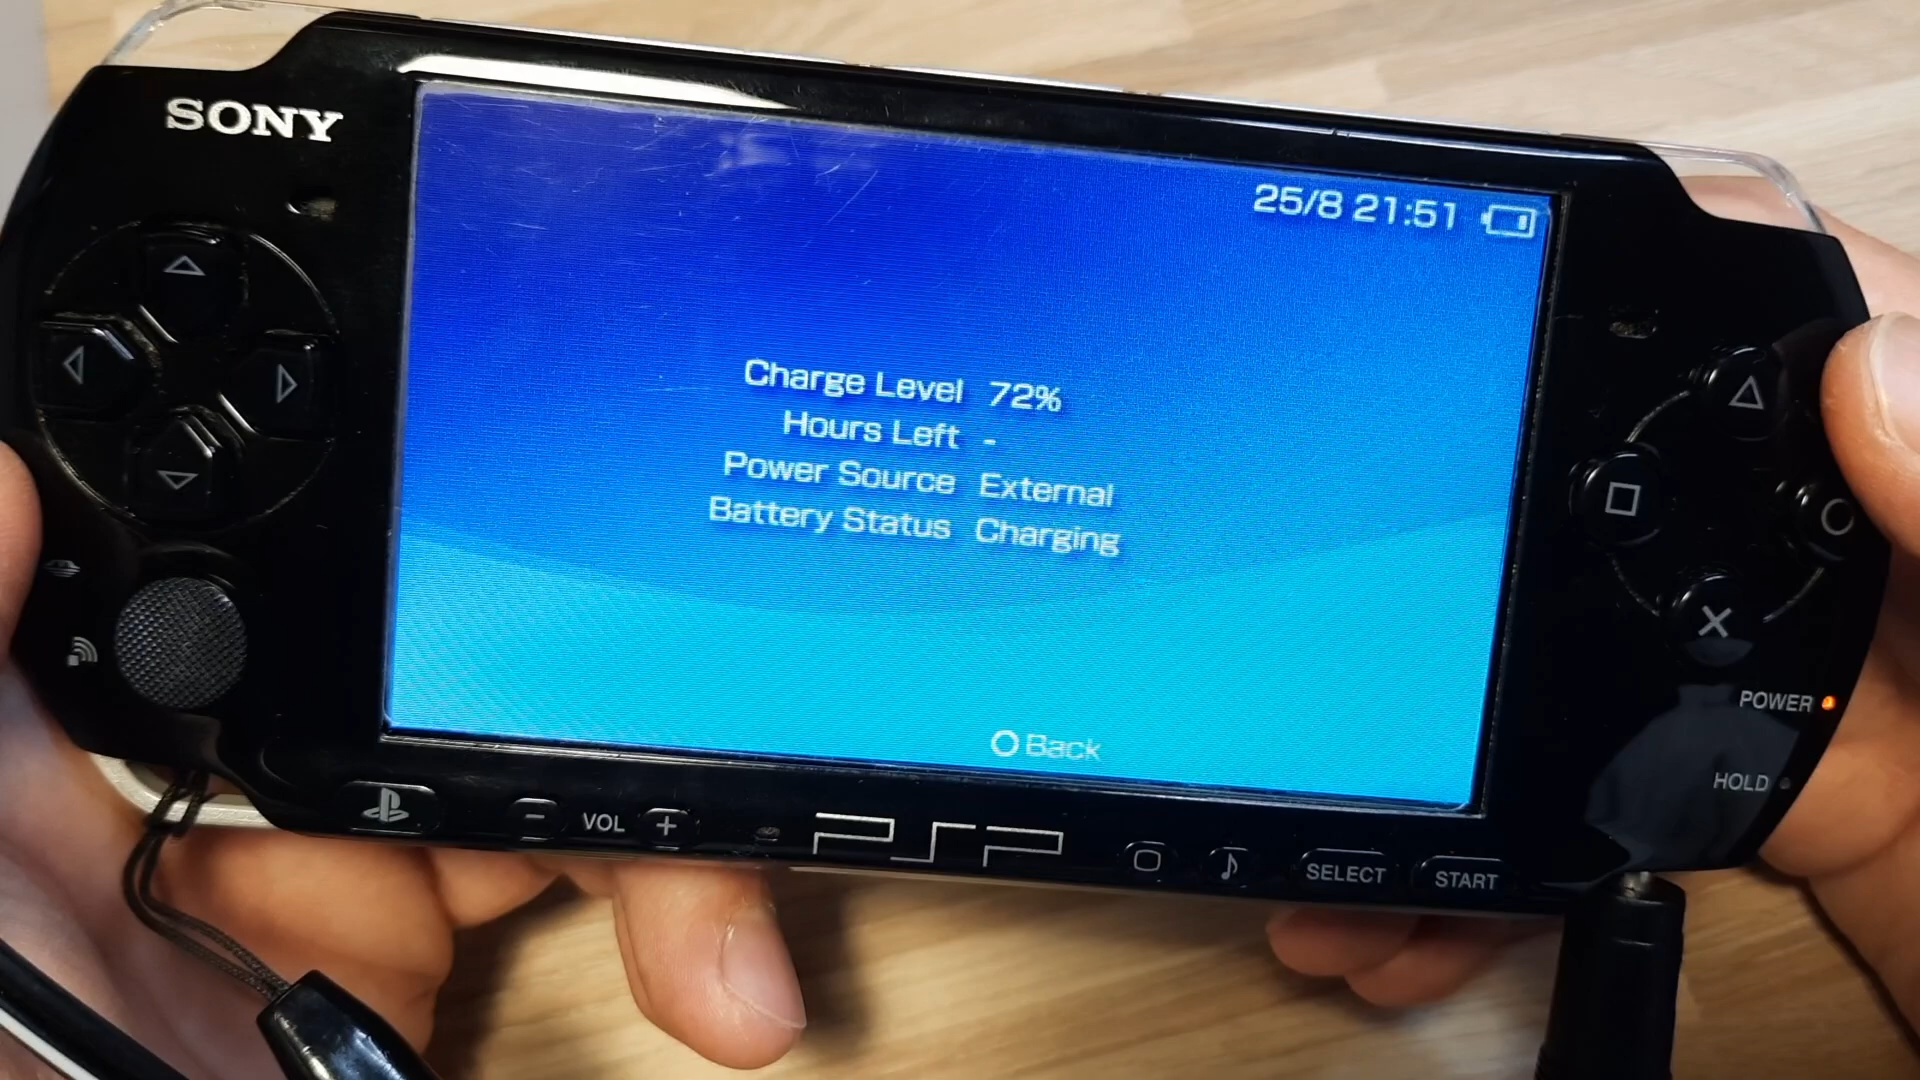 SONY
25/8 21:51
Charge Level 72%
Hours Left -
Power Source External
Battery Status Charging
Back
POWER
HOLD
VOL
PSP
SELECT
START